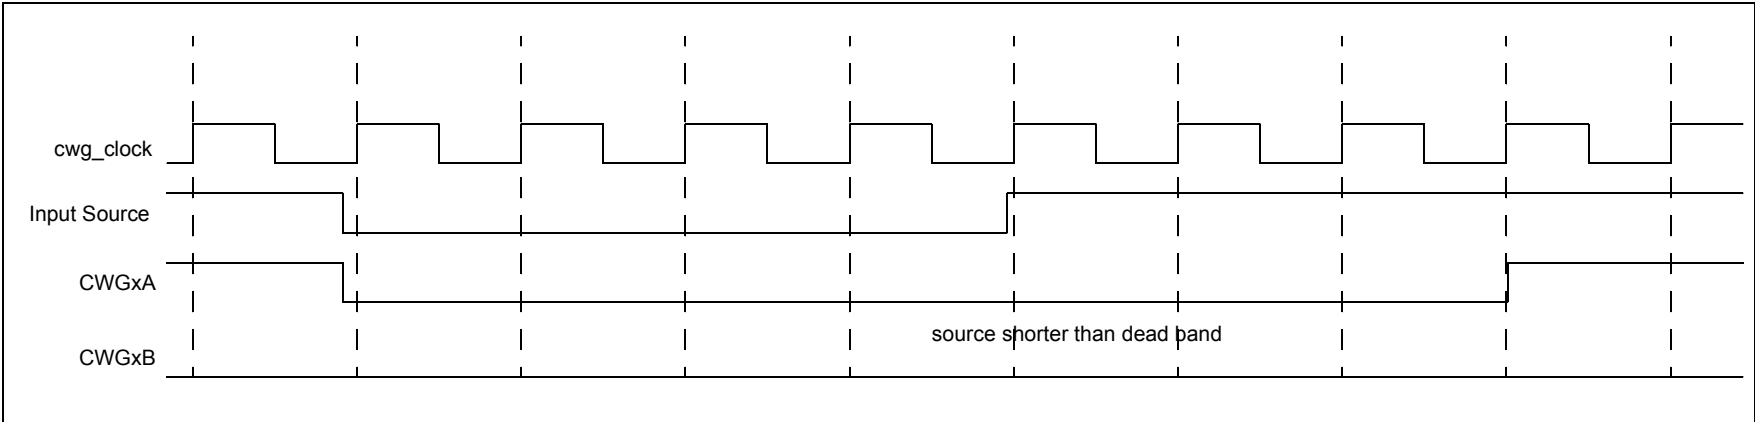 cwg_clock
Input Source
CWGxA
source shorter than dead band
CWGxB